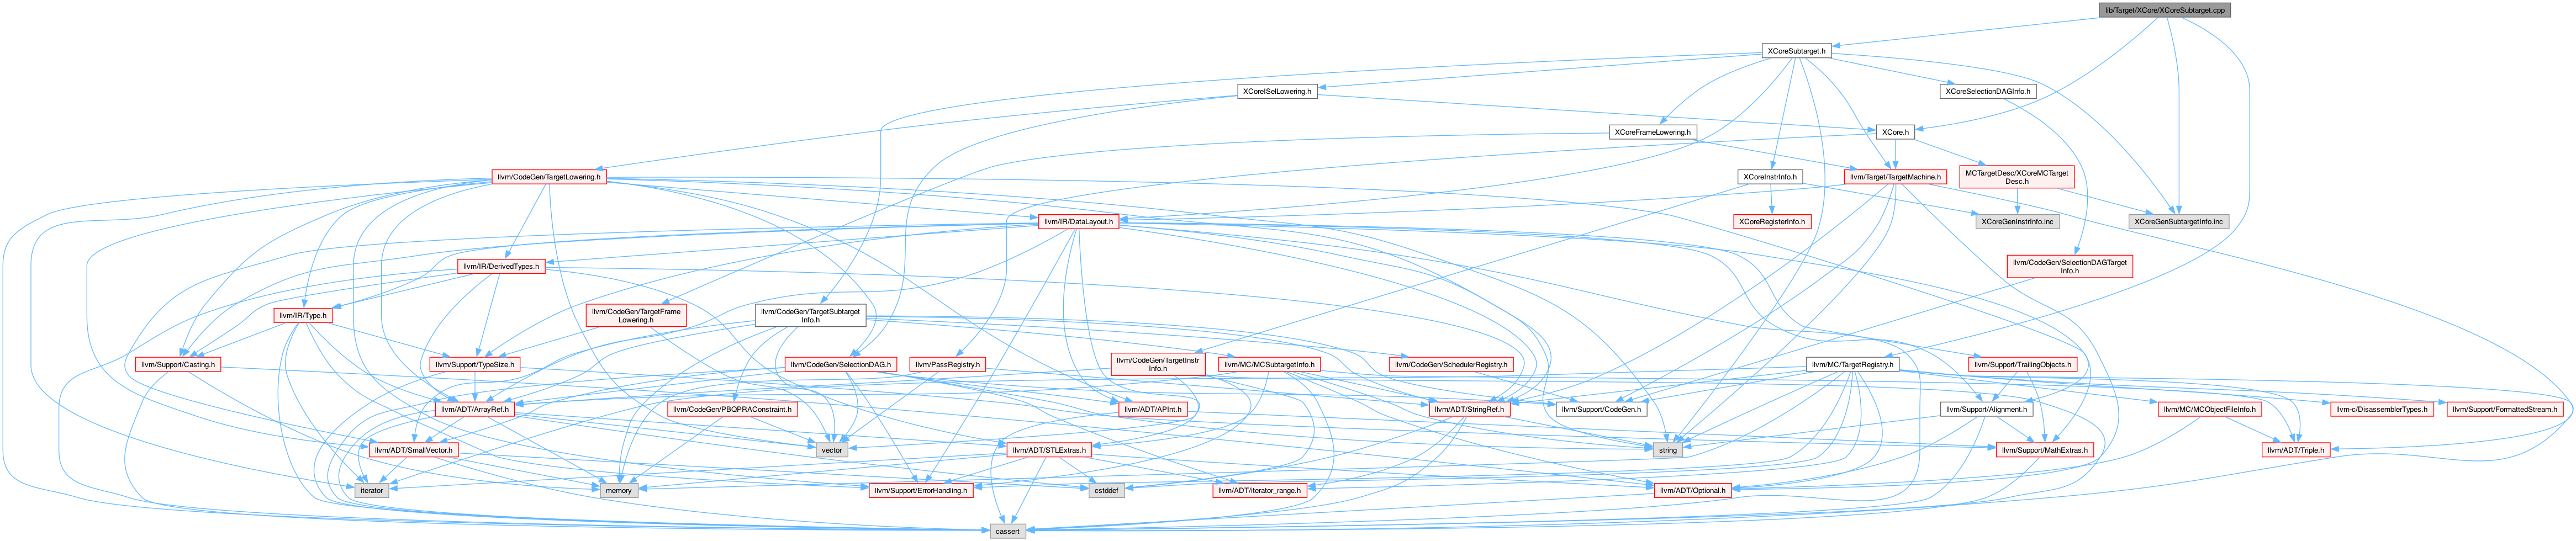 lib/Target/XCore/XCoreSubtarget.cpp
XCoreSubtarget.h
XCoreISelLowering.h
XCoreSelectionDAGInfo.h
XCoreFrameLowering.h
XCore.h
llvm/CodeGen/TargetLowering.h
XCoreInstrInfo.h
llvm/Target/TargetMachine.h
MCTargetDesc/XCoreMCTarget
Desc.h
llvm/IR/DataLayout.h
XCoreRegisterInfo.h
XCoreGenInstrInfo.inc
XCoreGenSubtargetInfo.inc
llvm/IR/DerivedTypes.h
llvm/CodeGen/SelectionDAGTarget
Info.h
llvm/IR/Type.h
llvm/CodeGen/TargetFrame
Lowering.h
llvm/CodeGen/TargetSubtarget
Info.h
llvm/Support/Casting.h
llvm/Support/TypeSize.h
llvm/CodeGen/SelectionDAG.h
llvm/PassRegistry.h
llvm/CodeGen/TargetInstr
Info.h
llvm/MC/MCSubtargetInfo.h
llvm/CodeGen/SchedulerRegistry.h
llvm/MC/TargetRegistry.h
llvm/Support/TrailingObjects.h
llvm/ADT/ArrayRef.h
llvm/CodeGen/PBQPRAConstraint.h
llvm/ADT/APInt.h
llvm/ADT/StringRef.h
llvm/Support/CodeGen.h
llvm/Support/Alignment.h
llvm/MC/MCObjectFileInfo.h
llvm-c/DisassemblerTypes.h
llvm/Support/FormattedStream.h
llvm/ADT/SmallVector.h
vector
llvm/ADT/STLExtras.h
string
llvm/Support/MathExtras.h
llvm/ADT/Triple.h
iterator
memory
llvm/Support/ErrorHandling.h
cstddef
llvm/ADT/iterator_range.h
llvm/ADT/Optional.h
cassert